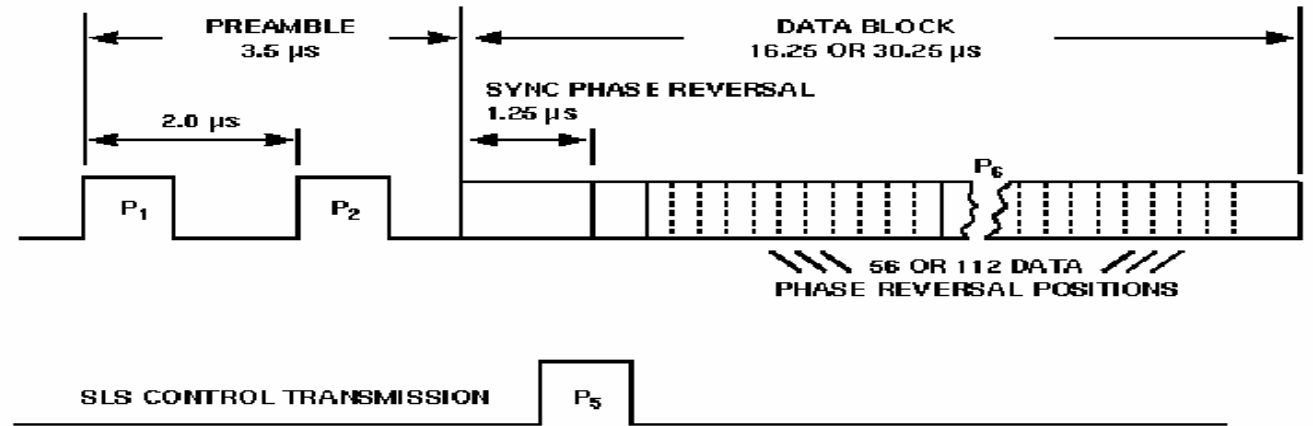 PREAMBLE
3.5 µs
DATA BLOCK
16.25 OR 30.25 µs
SYNC PHASE REVERSAL
1.25 µs
2.0 µs
P1
P2
P6
56 OR 112 DATA
PHASE REVERSAL POSITIONS
SLS CONTROL TRANSMISSION
P5